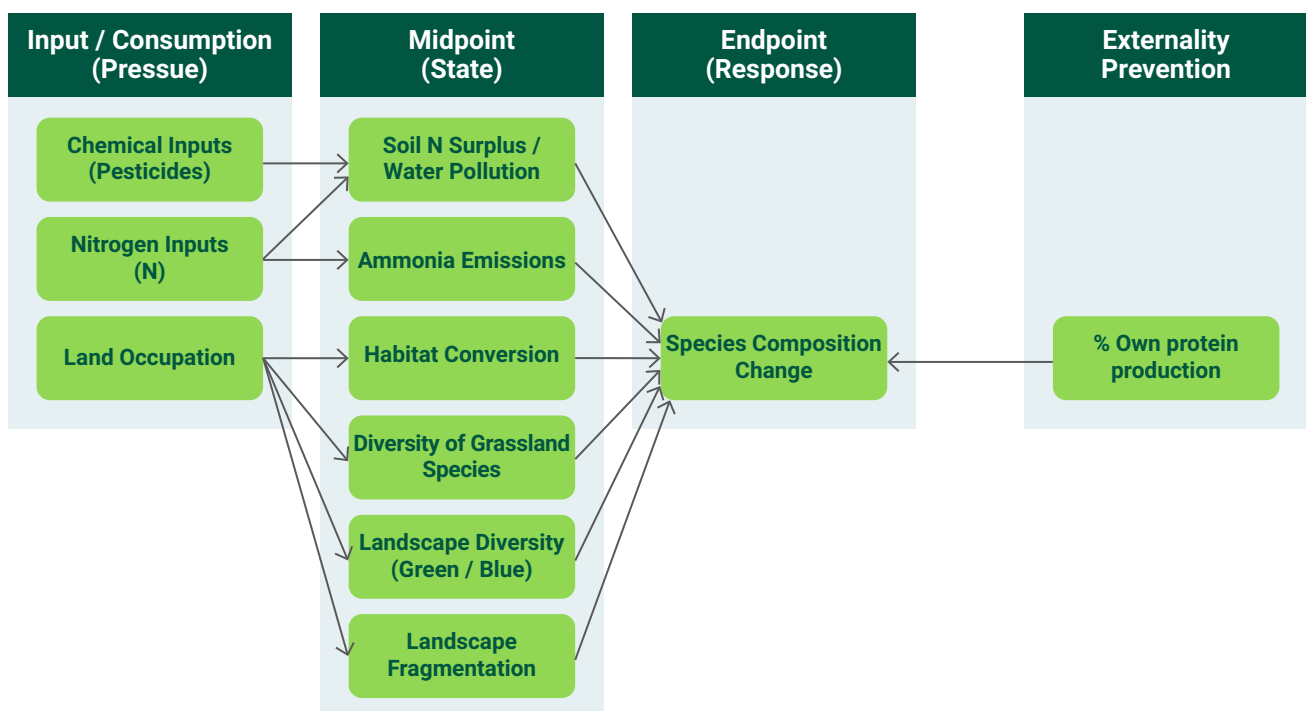 Input / Consumption
(Pressue)
Midpoint
(State)
Endpoint
(Response)
Externality
Prevention
Chemical Inputs
(Pesticides)
Nitrogen Inputs
(N)
Land Occupation
Soil N Surplus /
Water Pollution
Ammonia Emissions
Habitat Conversion
Diversity of Grassland
Species
Landscape Diversity
(Green / Blue)
Landscape
Fragmentation
Species Composition
Change
% Own protein
production